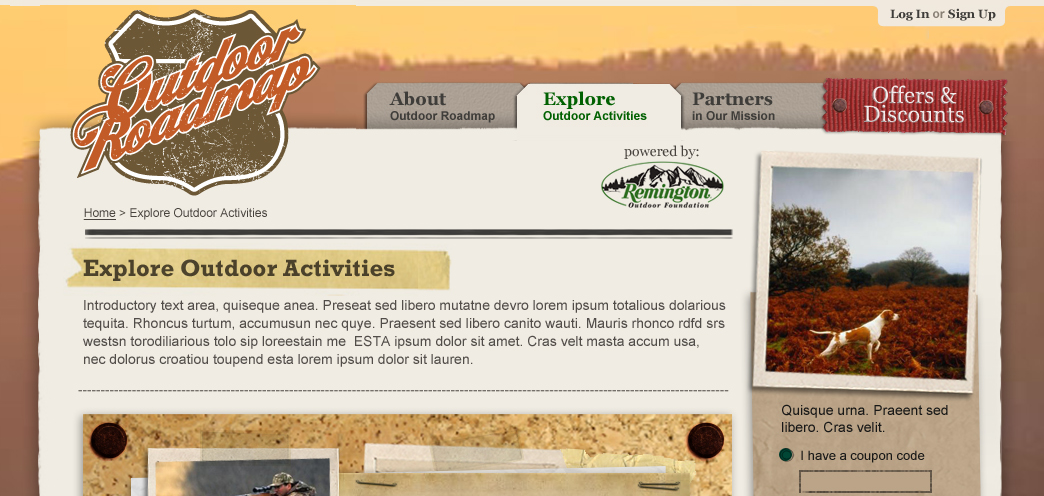 Log In or Sign Up
Outdoor
Roadmap
About
Outdoor Roadmap
Explore
Outdoor Activities
Partners
in Our Mission
Offers &
Discounts
powered by:
Remington
Outdoor Foundation
Home > Explore Outdoor Activities
Explore Outdoor Activities
Introductory text area, quiseque anea. Preseat sed libero mutatne devro lorem ipsum totalious dolarious
tequita. Rhoncus turtum, accumusun nec quye. Praesent sed libero canito wauti. Mauris rhonco rdfd srs
westsn torodiliarious tolo sip loreestain me  ESTA ipsum dolor sit amet. Cras velt masta accum usa,
nec dolorus croatiou toupend esta lorem ipsum dolor sit lauren.
Quisque urna. Praeent sed
libero. Cras velit.
I have a coupon code